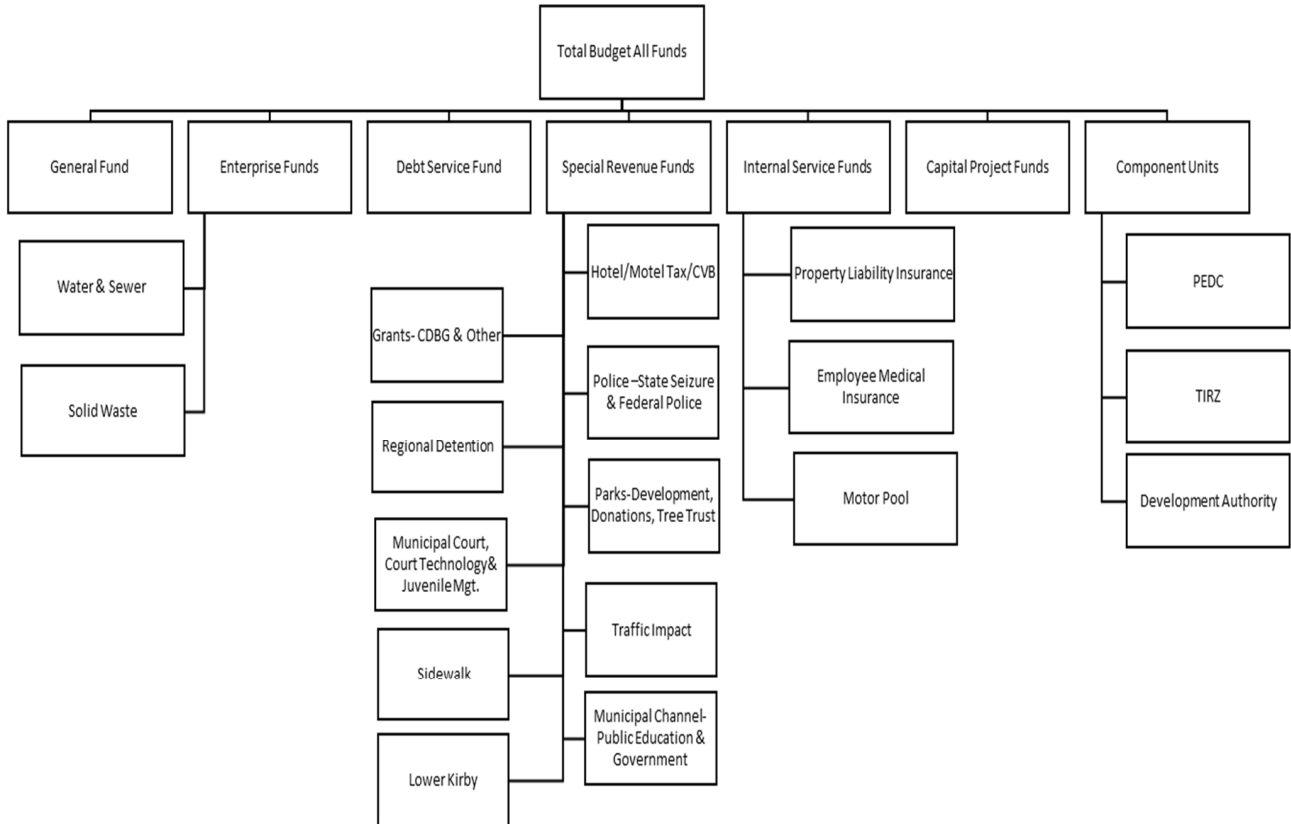 Total Budget All Funds
General Fund
Enterprise Funds
Debt Service Fund
Special Revenue Funds
Internal Service Funds
Capital Project Funds
Component Units
Water & Sewer
Solid Waste
Grants- CDBG & Other
Regional Detention
Municipal Court,
Court Technology&
Juvenile Mgt.
Sidewalk
Lower Kirby
Hotel/Motel Tax/CVB
Police –State Seizure
& Federal Police
Parks-Development,
Donations, Tree Trust
Traffic Impact
Municipal Channel-
Public Education &
Government
Property Liability Insurance
Employee Medical
Insurance
Motor Pool
PEDC
TIRZ
Development Authority